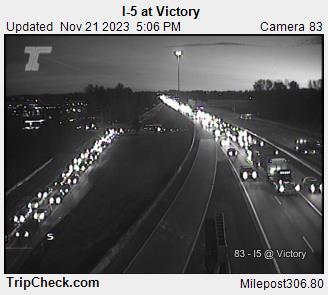 I-5 at Victory
Updated Nov 21 2023 5:06 PM Camera 83
T
5
83 - I5 @ Victory
TripCheck.com Milepost306.80